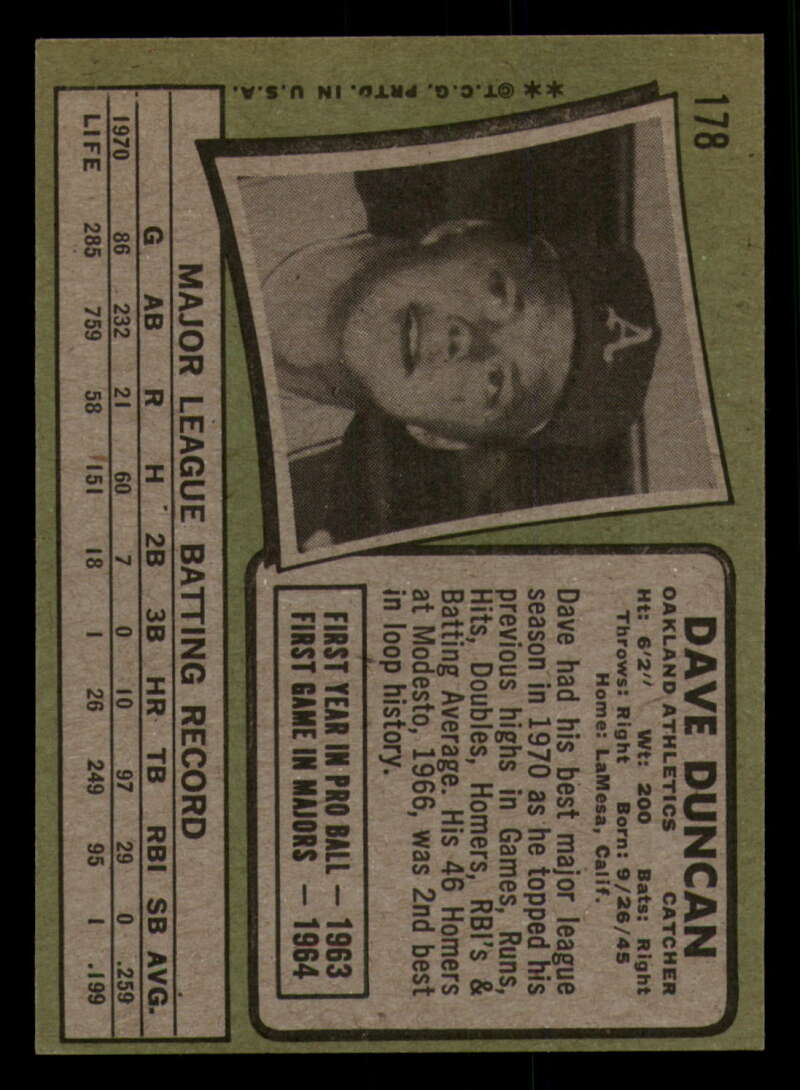 178
**©T.C.G. PRTD. IN U.S.A.
A
DAVE DUNCAN
OAKLAND ATHLETICS CATCHER
Ht: 6'2" Wt: 200 Bats: Right
Throws: Right Born: 9/26/45
Home: LaMesa, Calif.
Dave had his best major league
season in 1970 as he topped his
previous highs in Games, Runs,
Hits, Doubles, Homers, RBI's &
Batting Average. His 46 Homers
at Modesto, 1966, was 2nd best
in loop history.
FIRST YEAR IN PRO BALL — 1963
FIRST GAME IN MAJORS — 1964
MAJOR LEAGUE BATTING RECORD
G AB R H 2B 3B HR TB RBI SB AVG.
1970 86 232 21 60 7 0 10 97 29 0 .259
LIFE 285 759 58 151 18 1 26 249 95 1 .199